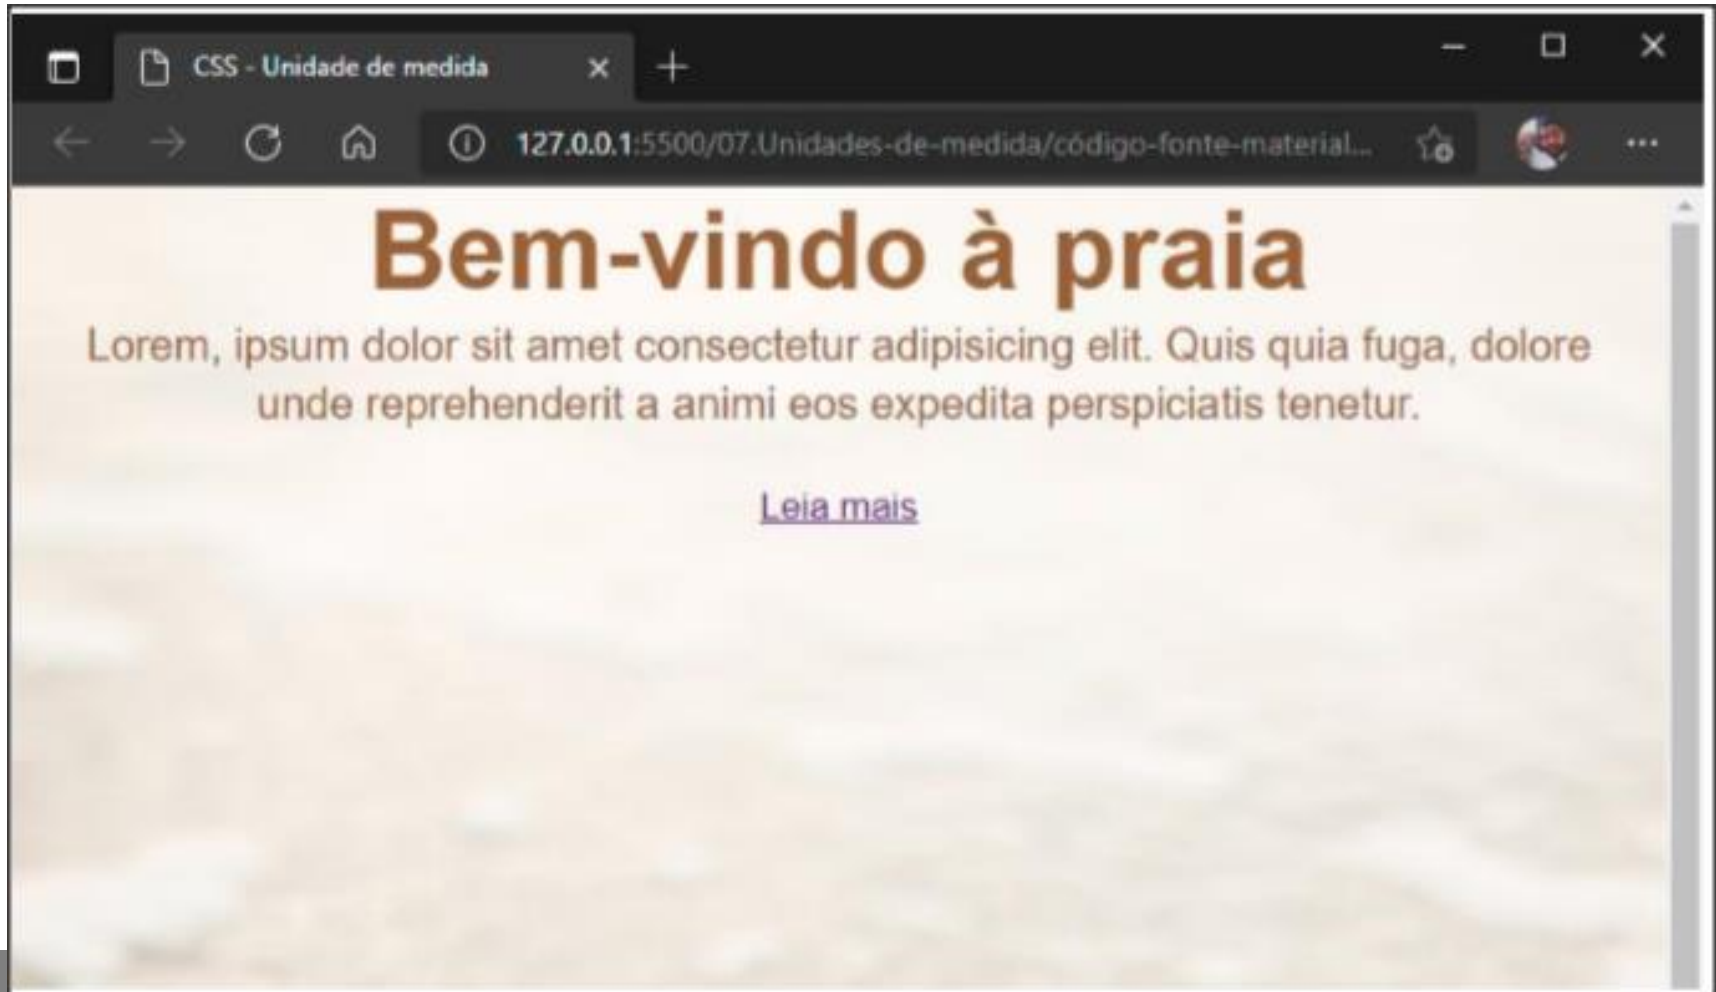 CSS - Unidade de medida
127.0.0.1:5500/07.Unidades-de-medida/código-fonte-material...
Bem-vindo à praia
Lorem, ipsum dolor sit amet consectetur adipisicing elit. Quis quia fuga, dolore
unde reprehenderit a animi eos expedita perspiciatis tenetur.
Leia mais